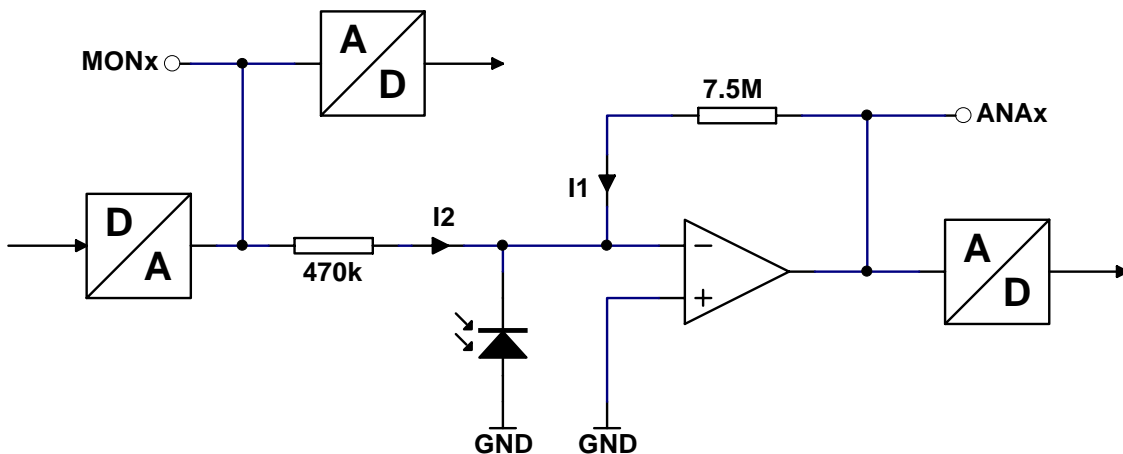 A
D
MONx
7.5M
ANAx
I1
D
A
I2
470k
−
+
A
D
GND
GND